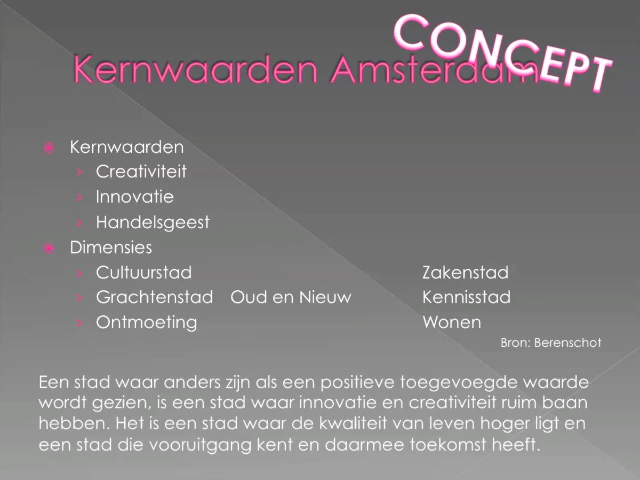 CONCEPT
Kernwaarden Amsterdam
Kernwaarden
Creativiteit
Innovatie
Handelsgeest
Dimensies
Cultuurstad Zakenstad
Grachtenstad Oud en Nieuw Kennisstad
Ontmoeting Wonen
Bron: Berenschot
Een stad waar anders zijn als een positieve toegevoegde waarde
wordt gezien, is een stad waar innovatie en creativiteit ruim baan
hebben. Het is een stad waar de kwaliteit van leven hoger ligt en
een stad die vooruitgang kent en daarmee toekomst heeft.